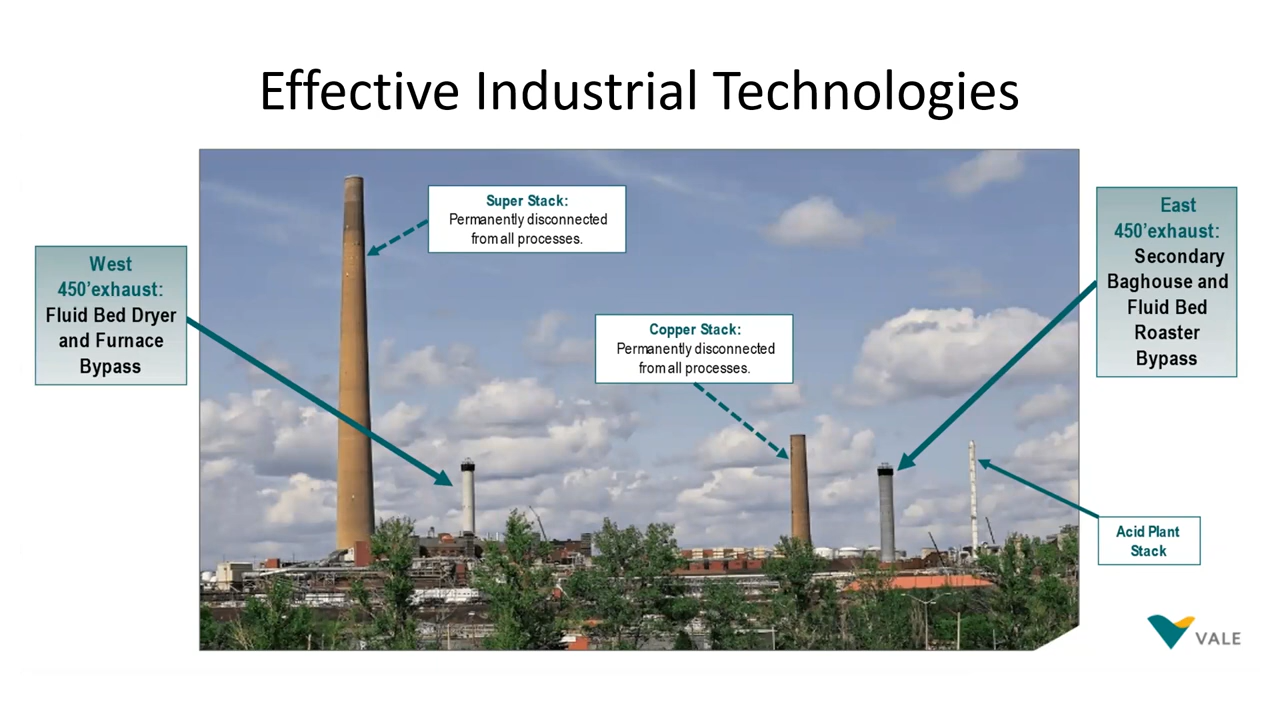 Effective Industrial Technologies
West
450'exhaust:
Fluid Bed Dryer
and Furnace
Bypass
Super Stack:
Permanently disconnected
from all processes.
Copper Stack:
Permanently disconnected
from all processes.
East
450'exhaust:
Secondary
Baghouse and
Fluid Bed
Roaster
Bypass
Acid Plant
Stack
VALE